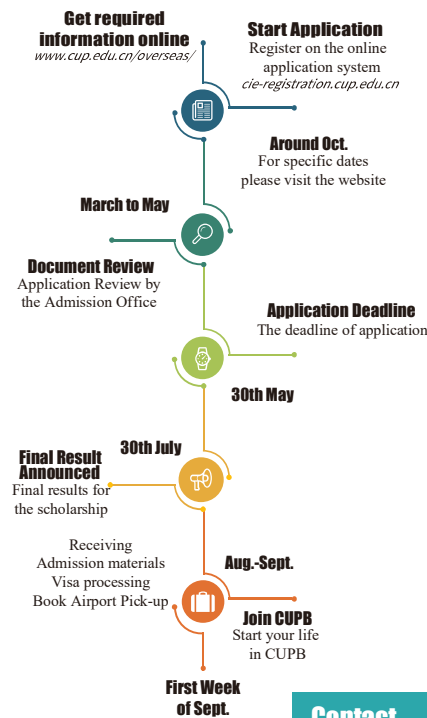 Get required
information online
www.cup.edu.cn/overseas/
Start Application
Register on the online
application system
cie-registration.cup.edu.cn
Around Oct.
For specific dates
please visit the website
March to May
Document Review
Application Review by
the Admission Office
Application Deadline
The deadline of application
30th May
30th July
Final Result
Announced
Final results for
the scholarship
Receiving
Admission materials
Visa processing
Book Airport Pick-up
Aug.-Sept.
Join CUPB
Start your life
in CUPB
First Week
of Sept.
Contact